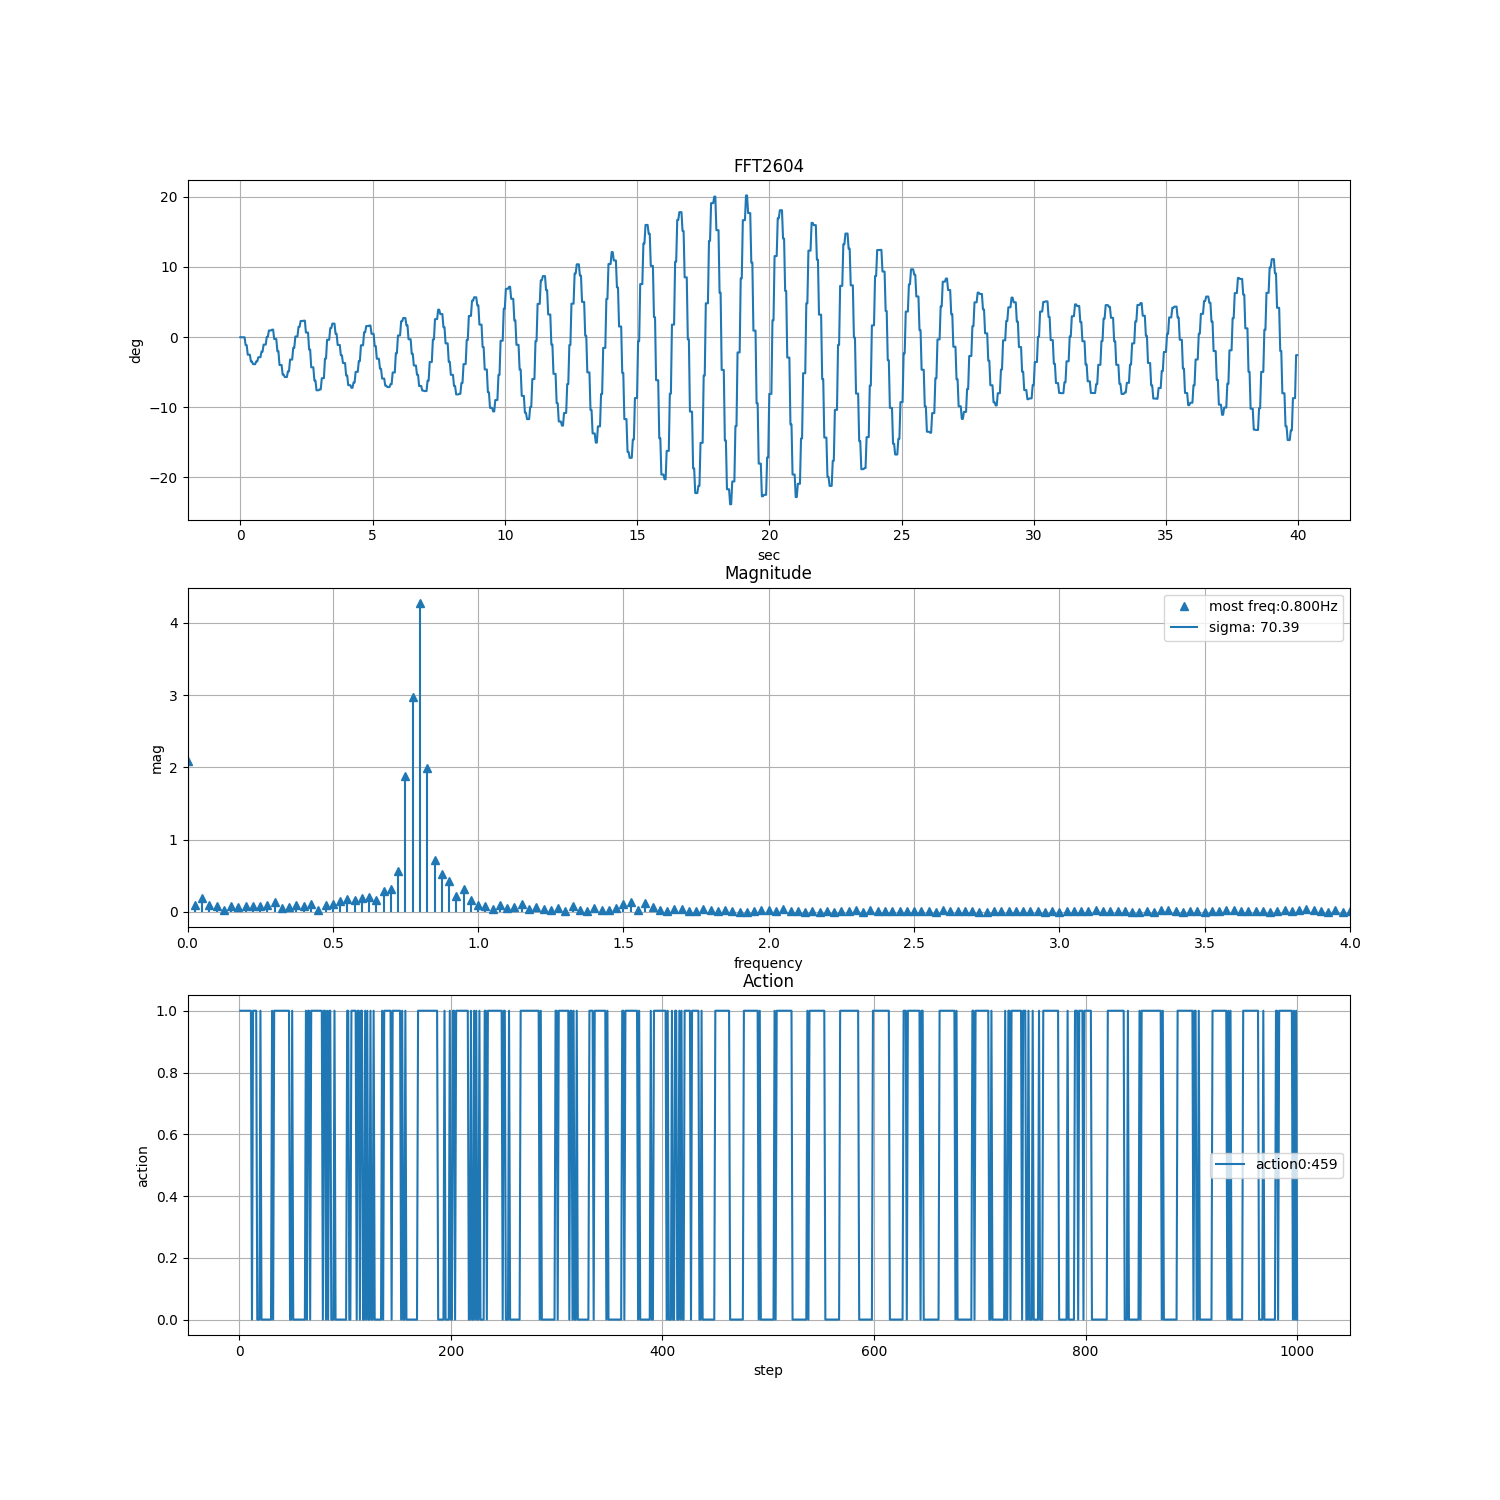 FFT2604
20
10
0
−10
−20
deg
0 5 10 15 20 25 30 35 40
sec
Magnitude
most freq:0.800Hz
sigma: 70.39
4
3
2
1
0
mag
0.0 0.5 1.0 1.5 2.0 2.5 3.0 3.5 4.0
frequency
Action
1.0
0.8
0.6
0.4
0.2
0.0
action
action0:459
0 200 400 600 800 1000
step